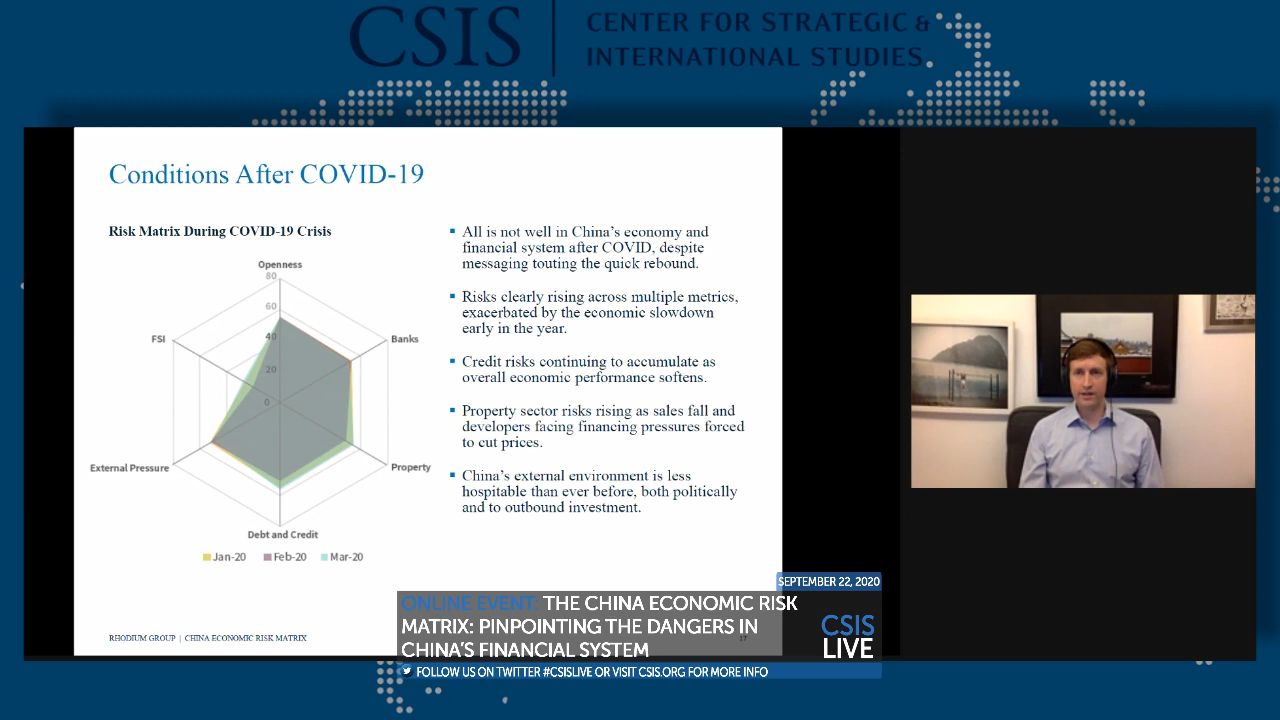 CSIS
CENTER FOR STRATEGIC &
INTERNATIONAL STUDIES
Conditions After COVID-19
Risk Matrix During COVID-19 Crisis
Openness
80
60
40
20
0
FSI
Banks
External Pressure
Property
Debt and Credit
Jan-20
Feb-20
Mar-20
All is not well in China's economy and
financial system after COVID, despite
messaging touting the quick rebound.
Risks clearly rising across multiple metrics,
exacerbated by the economic slowdown
early in the year.
Credit risks continuing to accumulate as
overall economic performance softens.
Property sector risks rising as sales fall and
developers facing financing pressures forced
to cut prices.
China's external environment is less
hospitable than ever before, both politically
and to outbound investment.
RHODIUM GROUP | CHINA ECONOMIC RISK MATRIX
17
SEPTEMBER 22, 2020
ONLINE EVENT: THE CHINA ECONOMIC RISK
MATRIX: PINPOINTING THE DANGERS IN
CHINA'S FINANCIAL SYSTEM
CSIS
LIVE
FOLLOW US ON TWITTER #CSISLIVE OR VISIT CSIS.ORG FOR MORE INFO